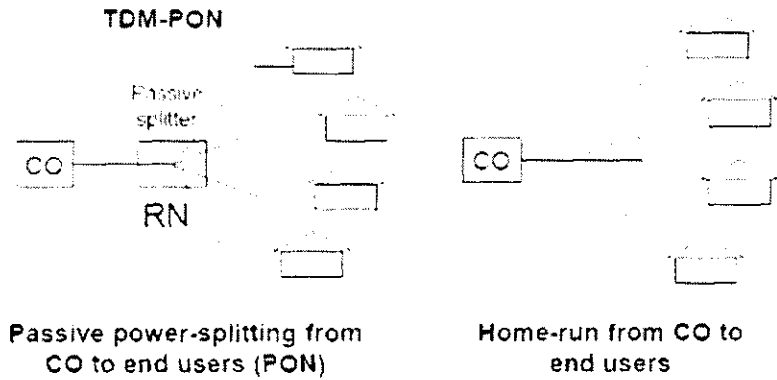 TDM-PON
Passive
splitter
CO
RN
CO
Passive power-splitting from
CO to end users (PON)
Home-run from CO to
end users